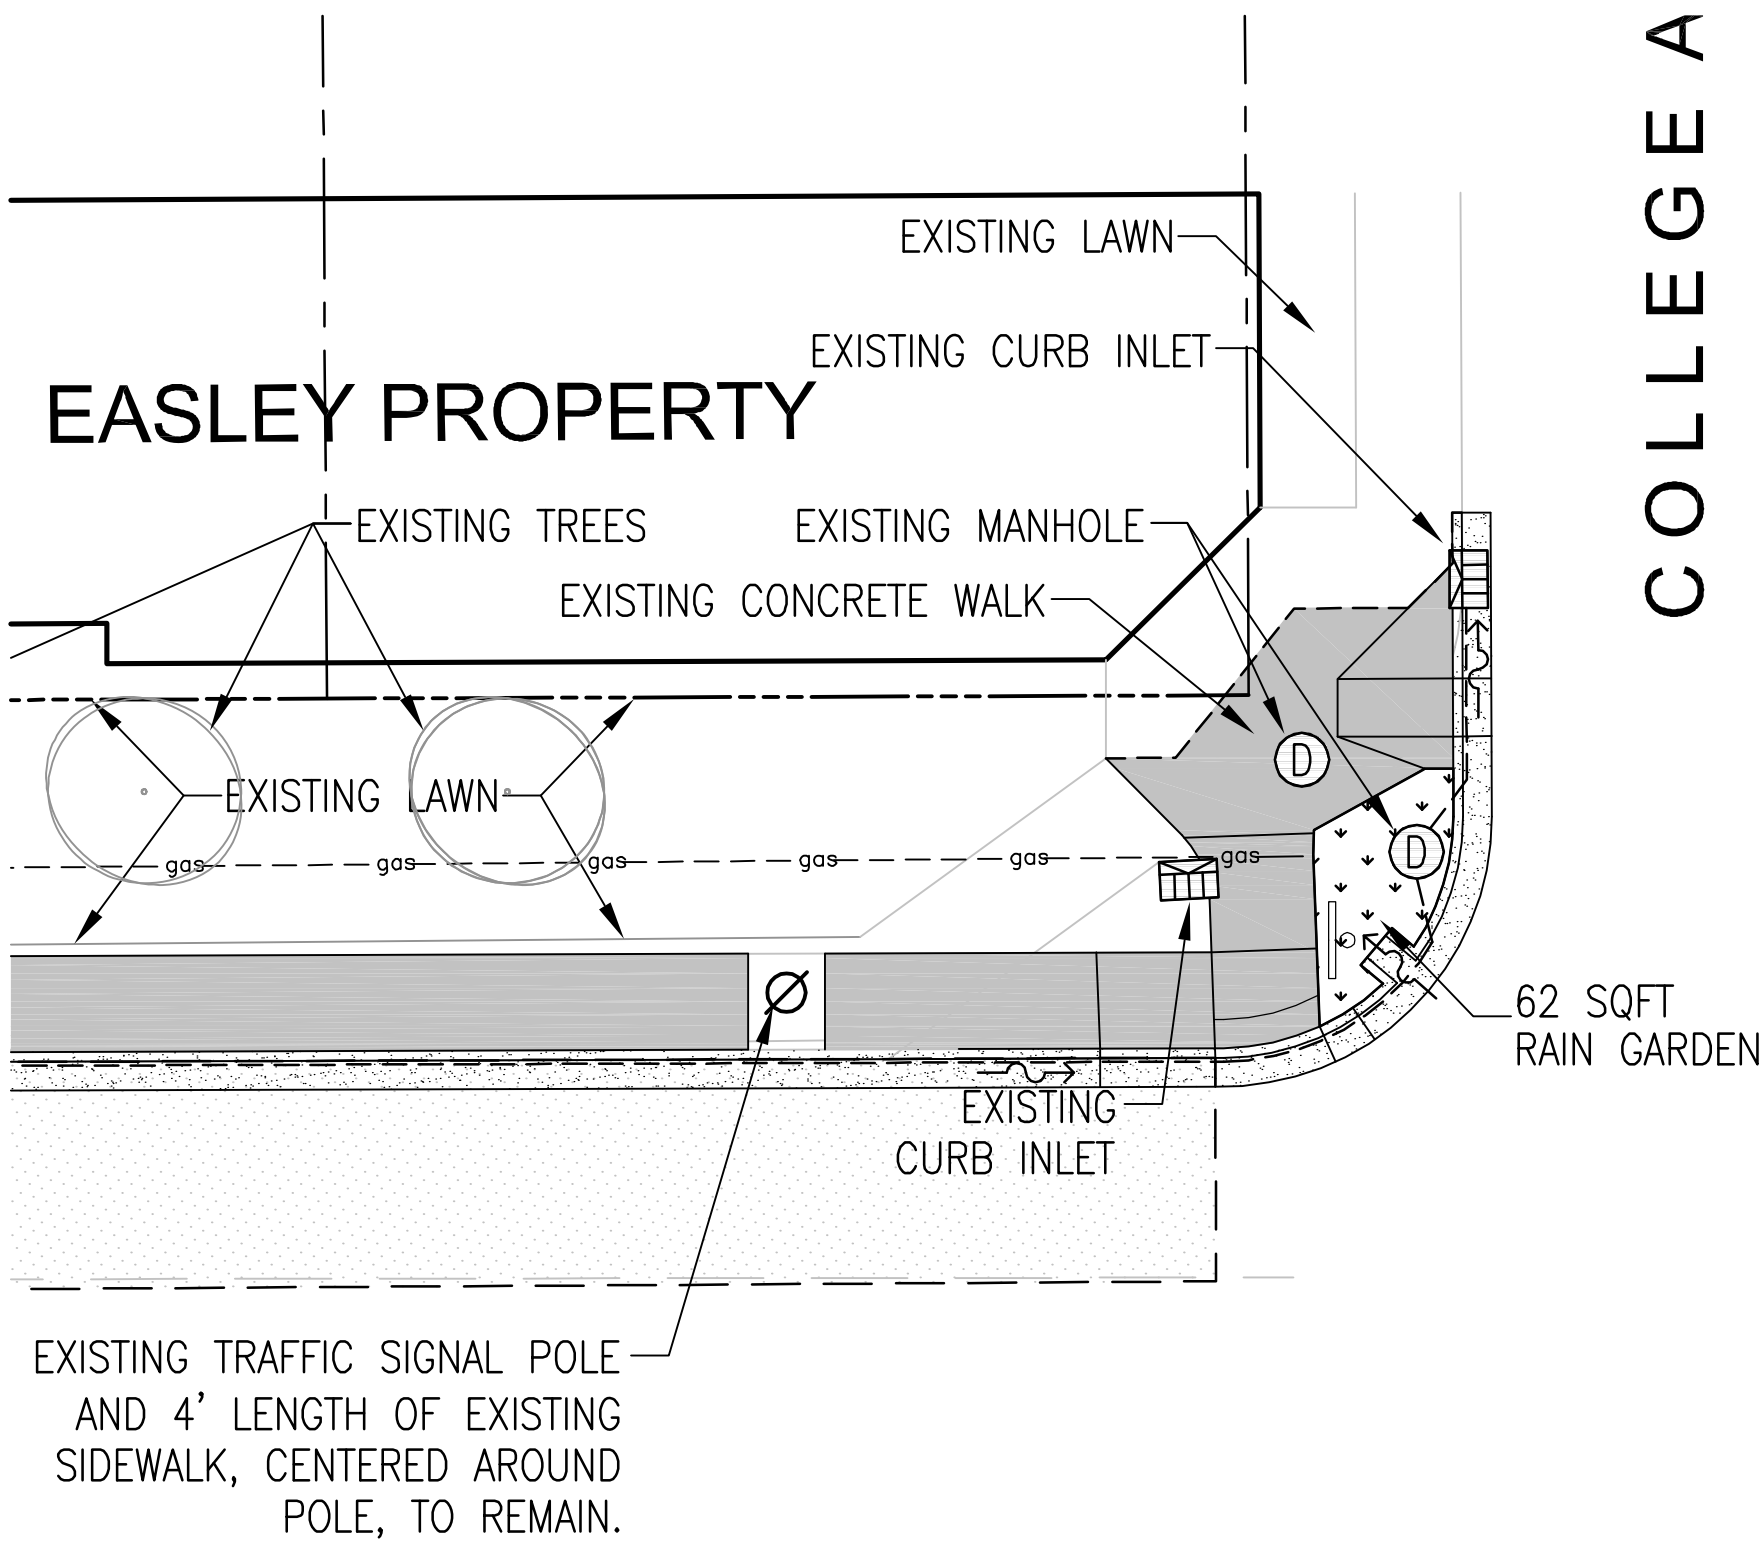 COLLEGE A
EXISTING LAWN
EXISTING CURB INLET
EASLEY PROPERTY
EXISTING TREES
EXISTING MANHOLE
EXISTING CONCRETE WALK
D
EXISTING LAWN
D
gas gas gas gas gas gas
62 SQFT
RAIN GARDEN
EXISTING
CURB INLET
EXISTING TRAFFIC SIGNAL POLE
AND 4' LENGTH OF EXISTING
SIDEWALK, CENTERED AROUND
POLE, TO REMAIN.